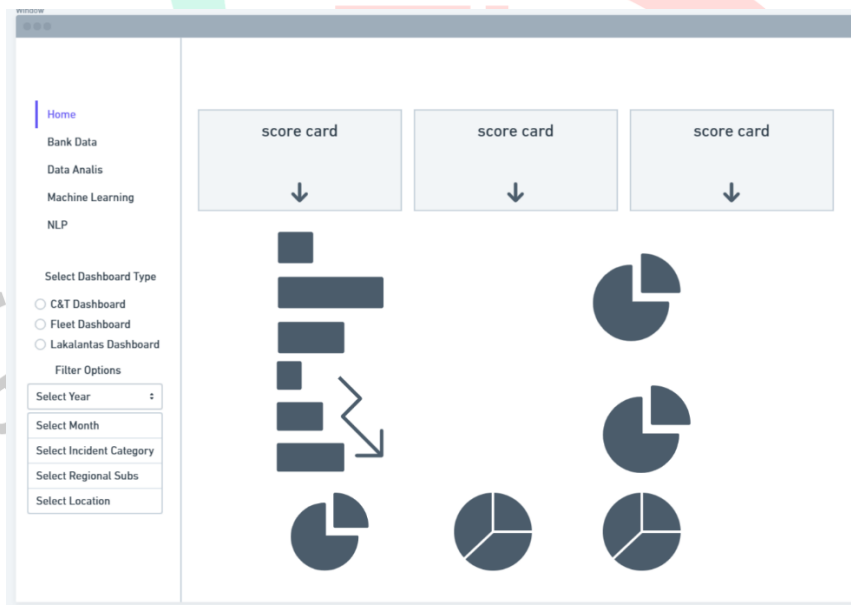 Window
Home
Bank Data
Data Analis
Machine Learning
NLP
Select Dashboard Type
C&T Dashboard
Fleet Dashboard
Lakalantas Dashboard
Filter Options
Select Year
Select Month
Select Incident Category
Select Regional Subs
Select Location
score card
score card
score card